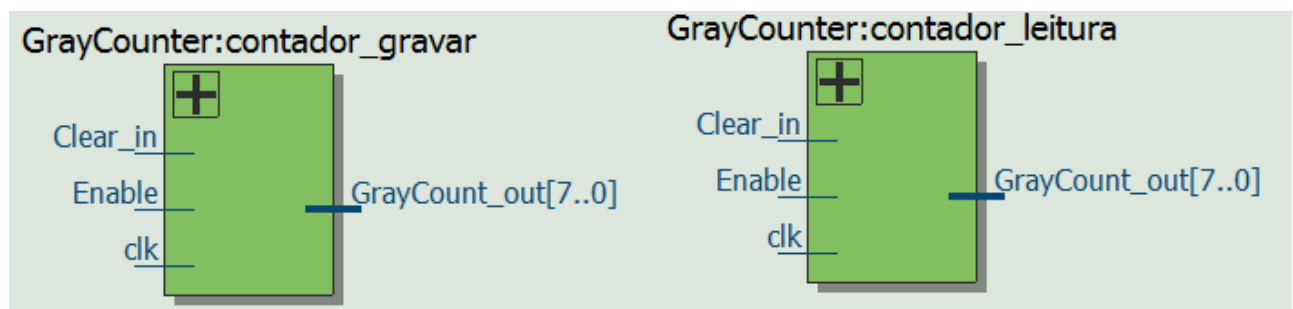 GrayCounter:contador_gravar
Clear_in
Enable
clk
GrayCount_out[7..0]
GrayCounter:contador_leitura
Clear_in
Enable
clk
GrayCount_out[7..0]